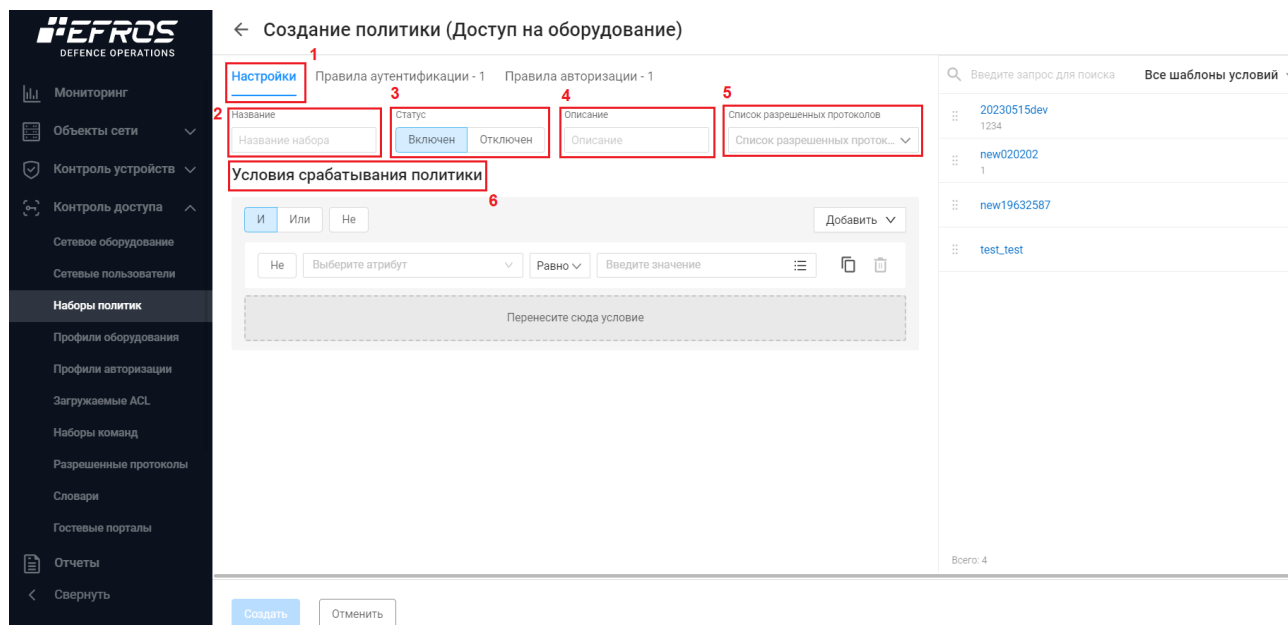 EFROS
DEFENCE OPERATIONS
Мониторинг
Объекты сети
Контроль устройств
Контроль доступа
Сетевое оборудование
Сетевые пользователи
Наборы политик
Профили оборудования
Профили авторизации
Загружаемые ACL
Наборы команд
Разрешенные протоколы
Словари
Гостевые порталы
Отчеты
Свернуть
Создание политики (Доступ на оборудование)
1
Настройки Правила аутентификации - 1 Правила авторизации - 1
2 3 4 5
Название Статус Описание Список разрешенных протоколов
Название набора Включен Отключен Описание Список разрешенных проток...
Условия срабатывания политики
6
И Или Не Добавить
Не Выберите атрибут Равно Введите значение
Перенесите сюда условие
Создать Отменить
Введите запрос для поиска Все шаблоны условий
20230515dev
1234
new020202
1
new19632587
test_test
Всего: 4